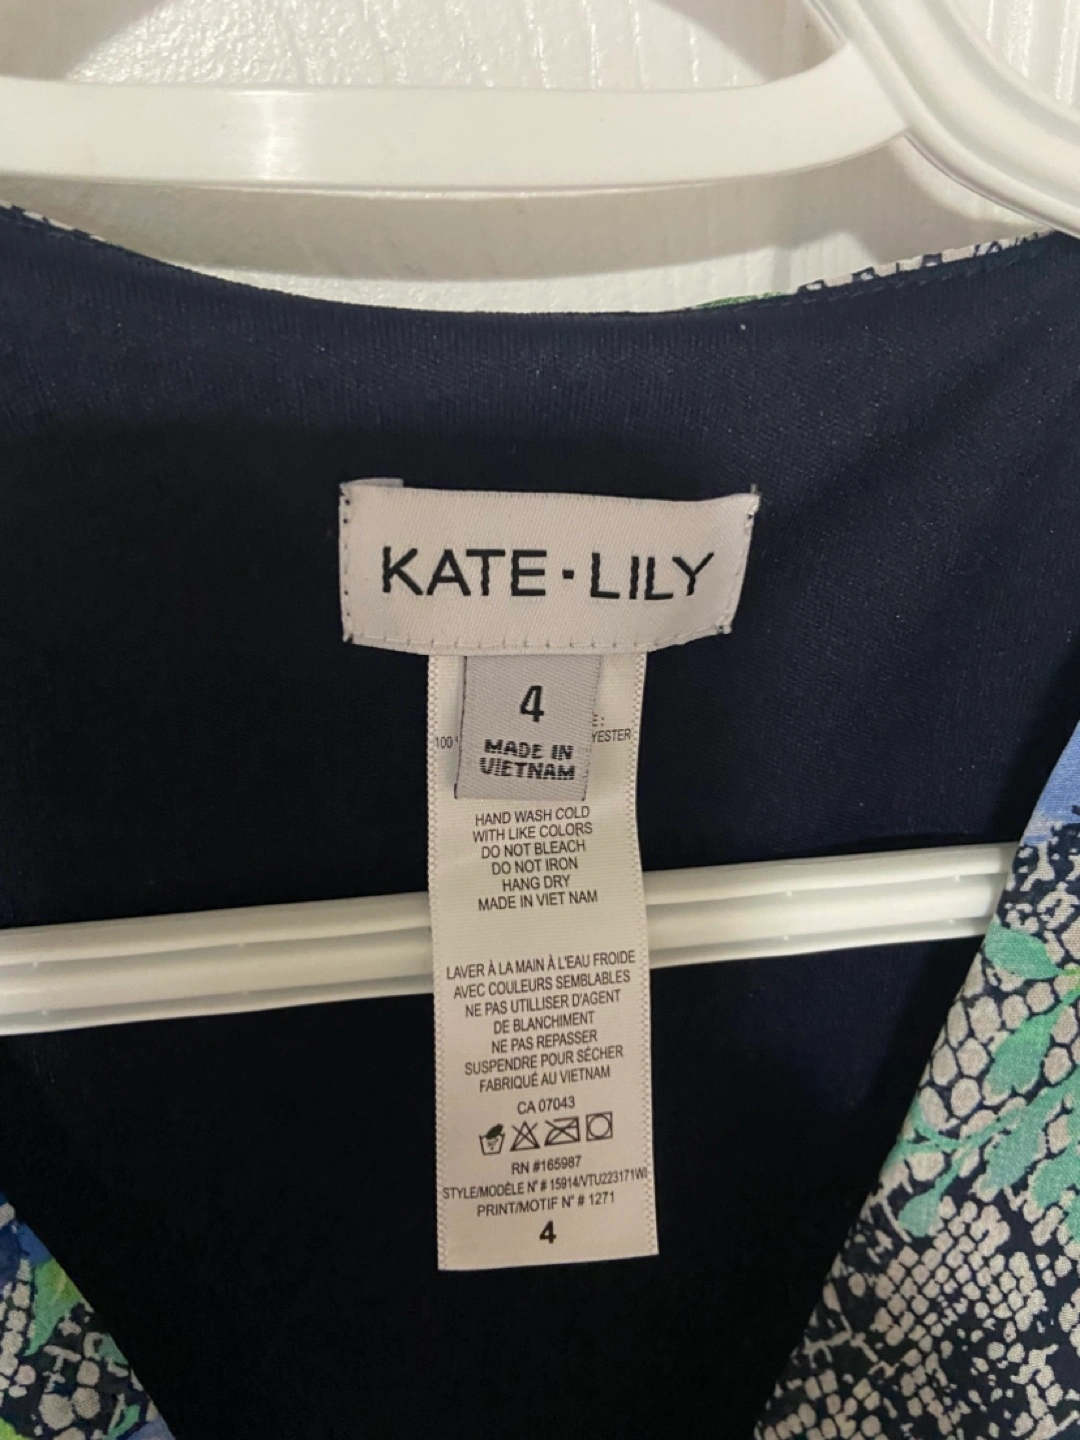 KATE·LILY
4
MADE IN
VIETNAM
100
HAND WASH COLD
WITH LIKE COLORS
DO NOT BLEACH
DO NOT IRON
HANG DRY
MADE IN VIET NAM
LAVER À LA MAIN À L'EAU FROIDE
AVEC COULEURS SEMBLABLES
NE PAS UTILISER D'AGENT
DE BLANCHIMENT
NE PAS REPASSER
SUSPENDRE POUR SÉCHER
FABRIQUÉ AU VIETNAM
CA 07043
RN #165987
STYLE/MODÈLE N° # 15914/VTU223171WI
PRINT/MOTIF N° # 1271
4